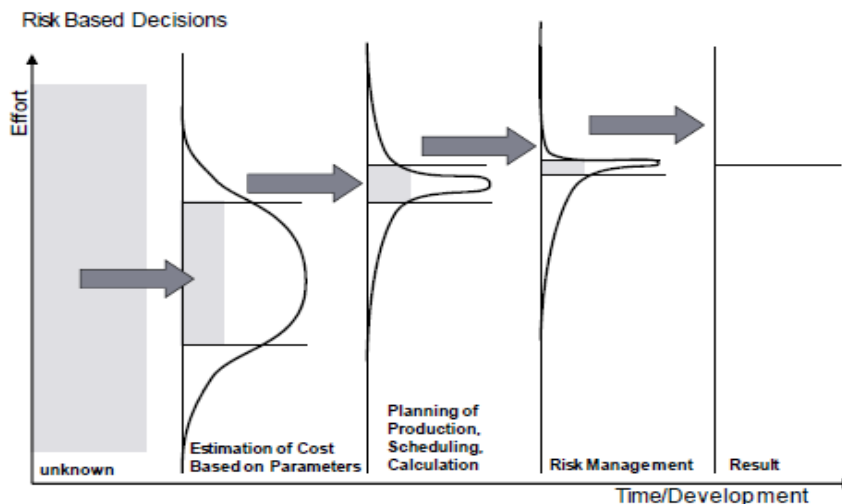 Risk Based Decisions
Effort
unknown
Estimation of Cost
Based on Parameters
Planning of
Production,
Scheduling,
Calculation
Risk Management
Result
Time/Development